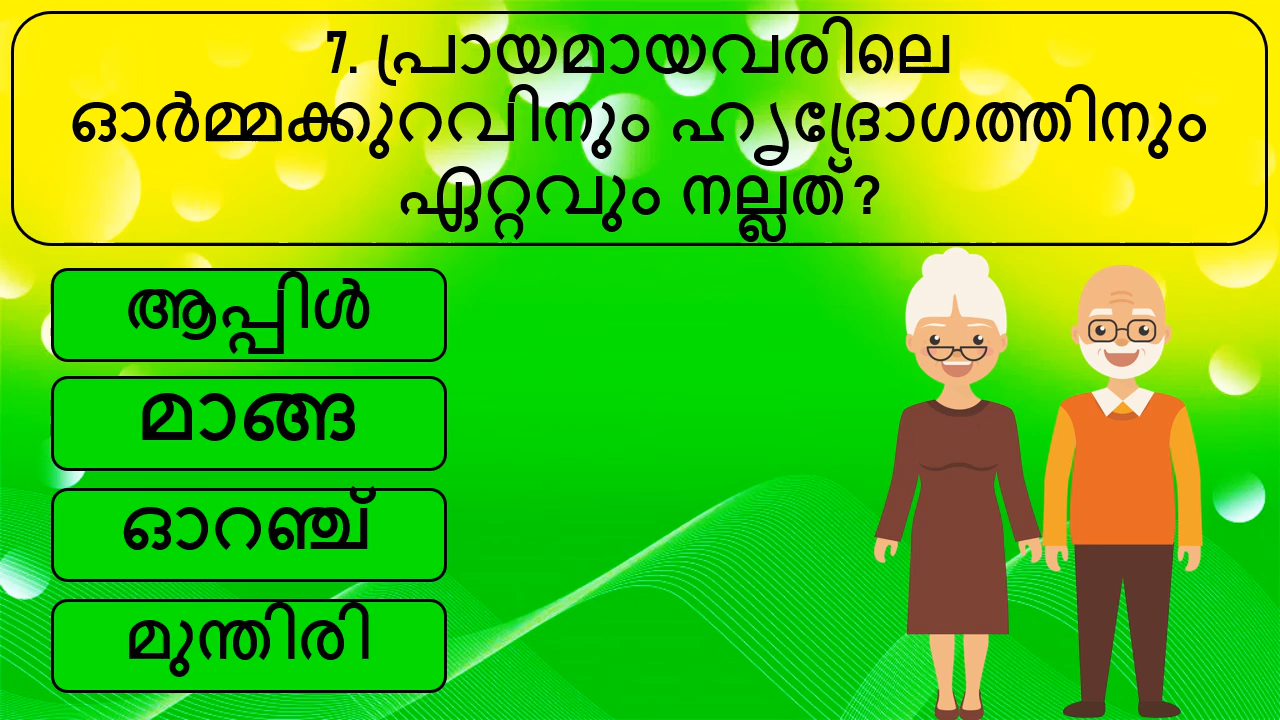 7. പ്രായമായവരിലെ
ഓർമ്മക്കുറവിനും ഹൃദ്രോഗത്തിനും
ഏറ്റവും നല്ലത്?
ആപ്പിൾ
മാങ്ങ
ഓറഞ്ച്
മുന്തിരി